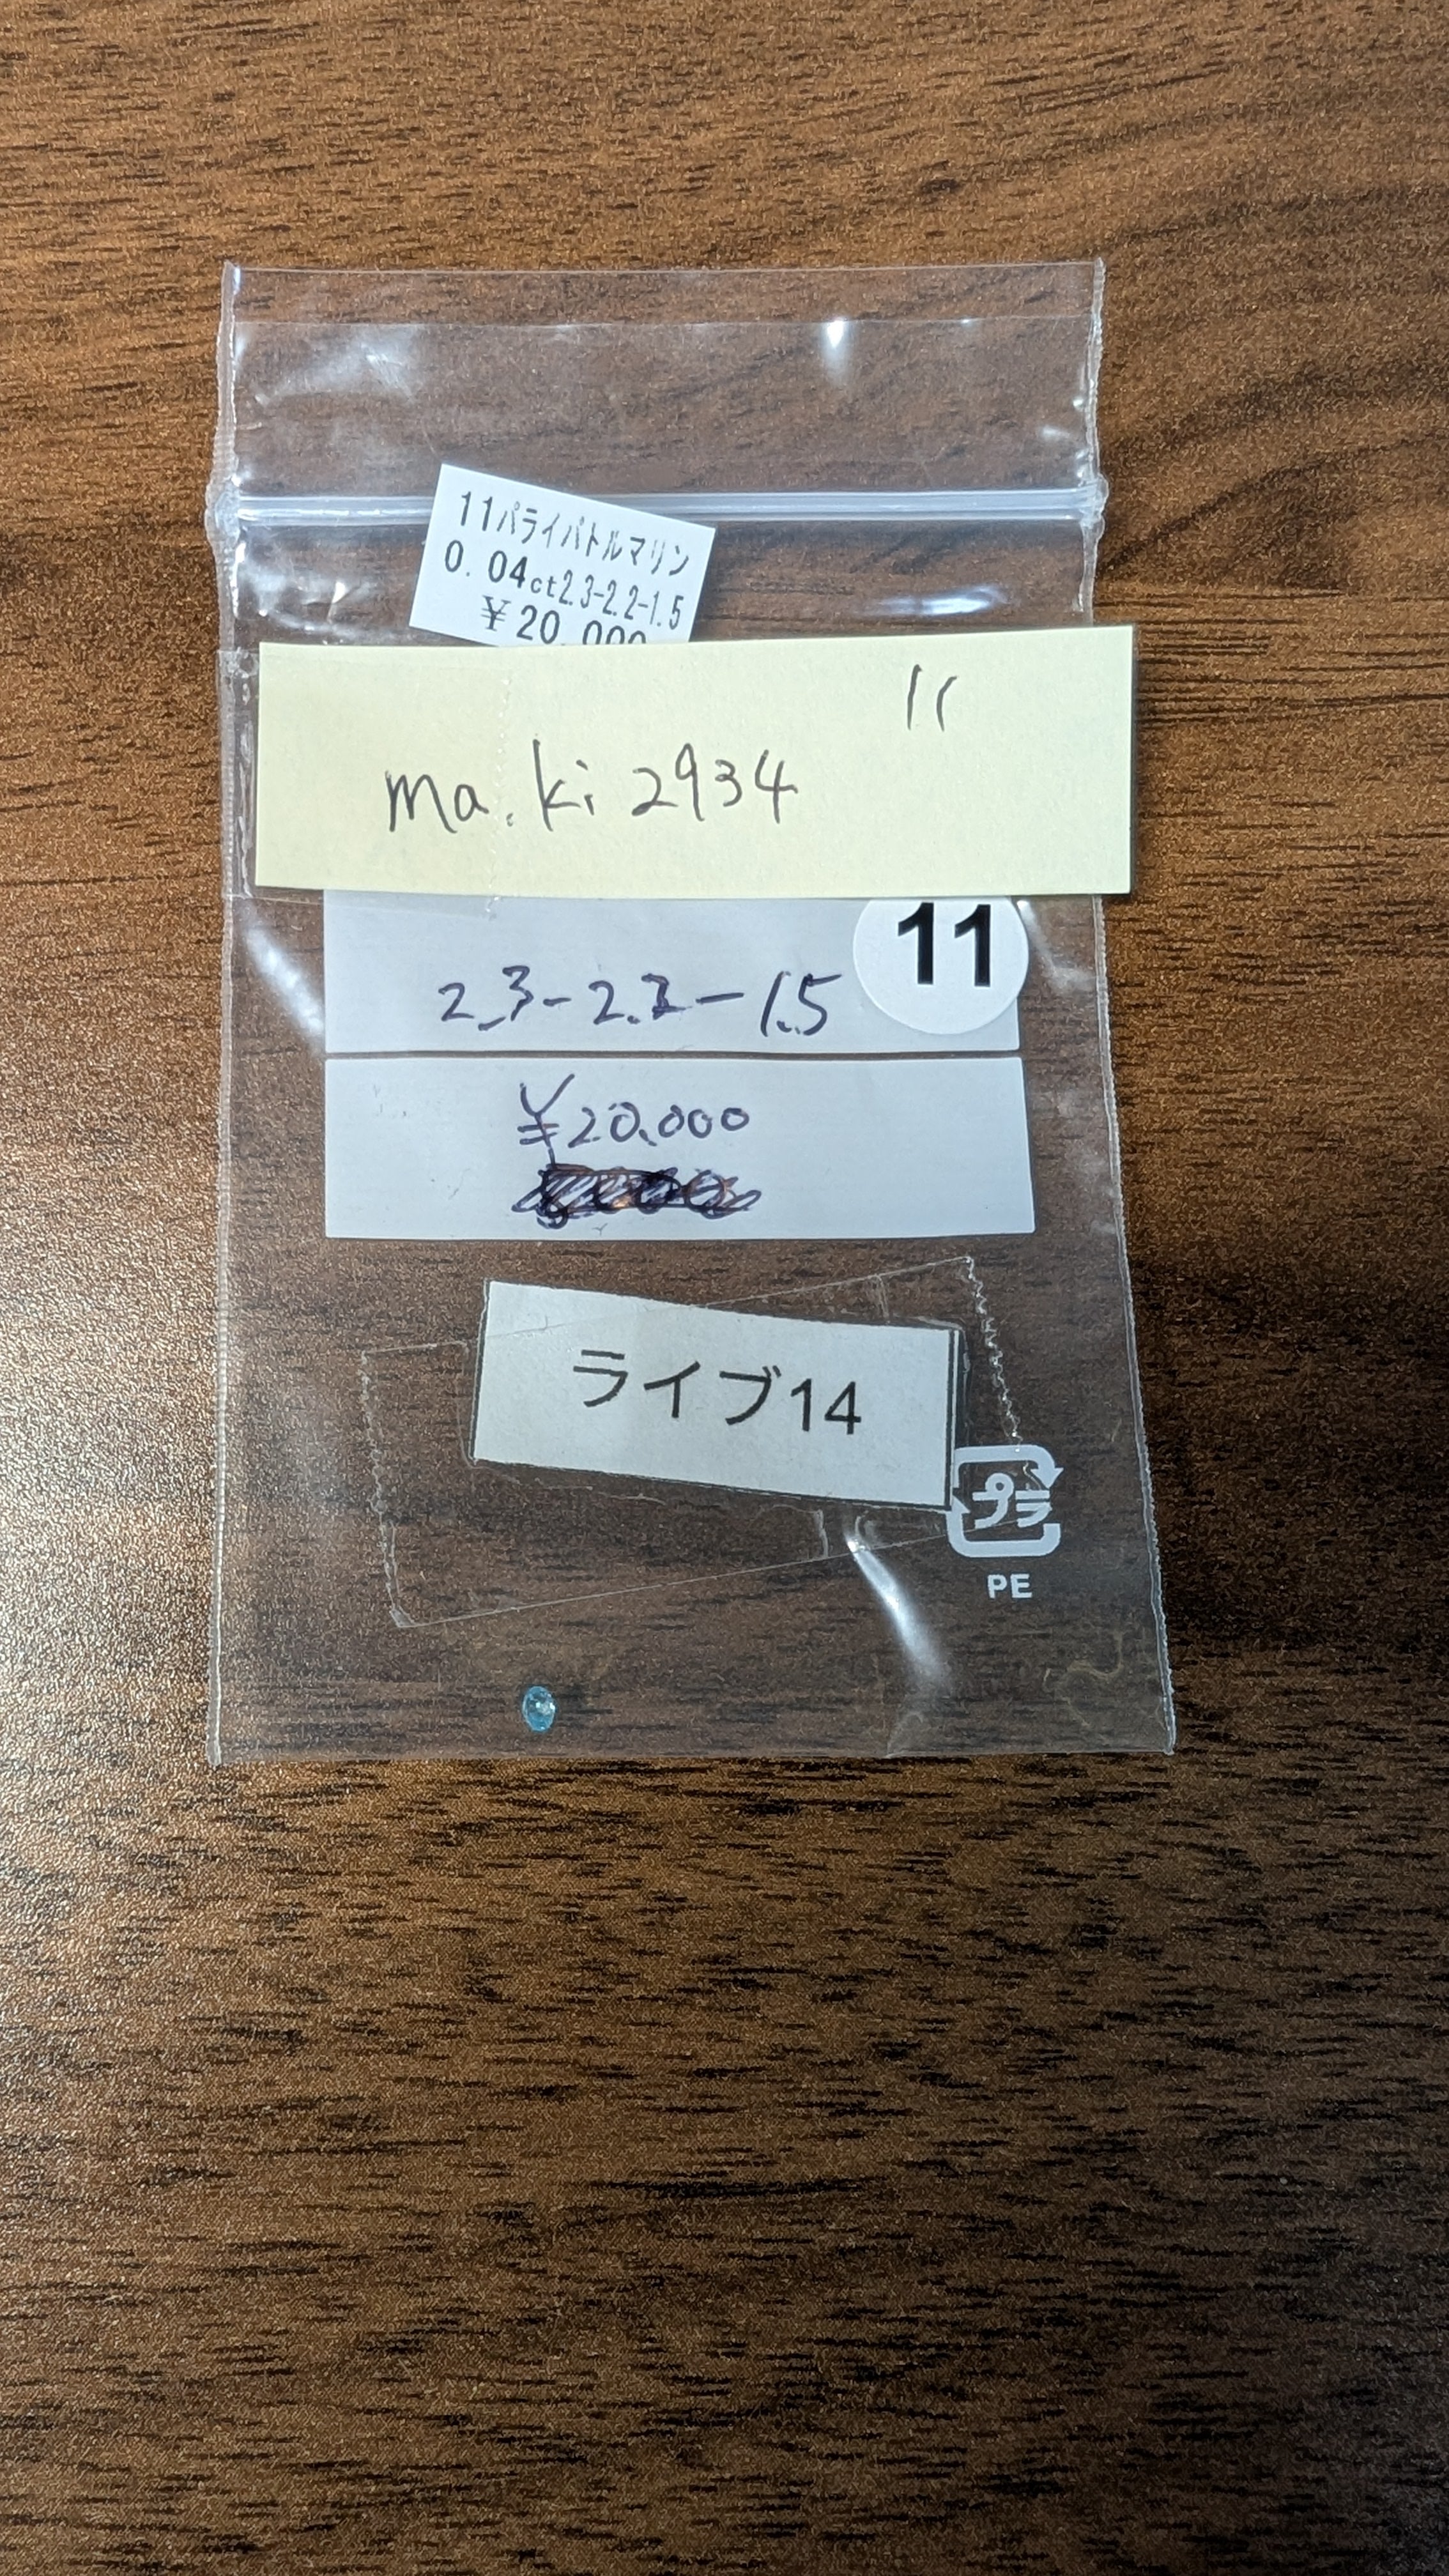 11パライバトルマリン
0.04ct2.3-2.2-1.5
¥20,000
11
ma.ki 2934
11
2.3-2.2-1.5
¥20.000
ライブ14
プラ
PE